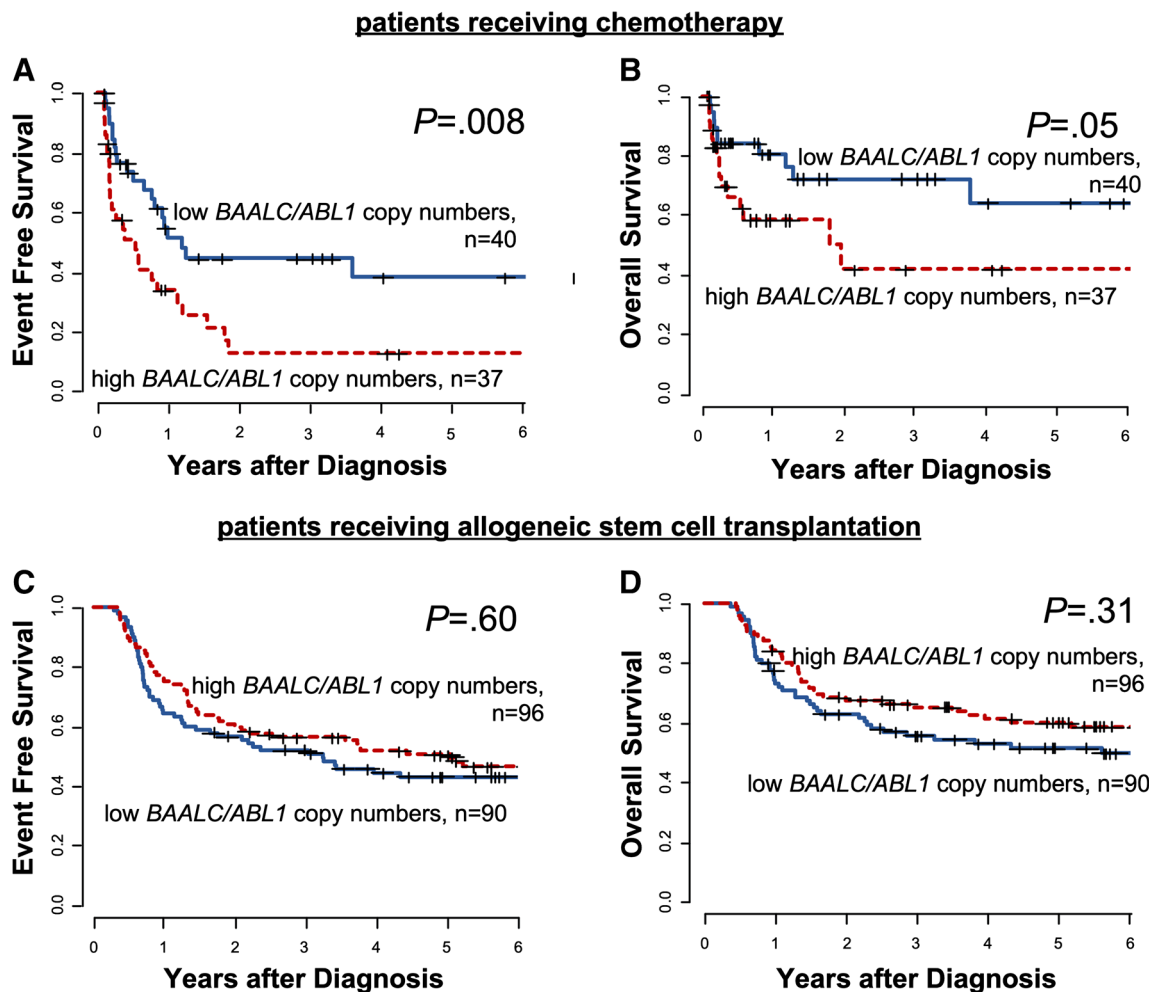 patients receiving chemotherapy
A
1.0
0.8
0.6
0.4
0.2
0.0
Event Free Survival
P=.008
low BAALC/ABL1 copy numbers,
n=40
high BAALC/ABL1 copy numbers, n=37
0 1 2 3 4 5 6
Years after Diagnosis
B
1.0
0.8
0.6
0.4
0.2
0.0
Overall Survival
P=.05
low BAALC/ABL1 copy numbers,
n=40
high BAALC/ABL1 copy numbers, n=37
0 1 2 3 4 5 6
Years after Diagnosis
patients receiving allogeneic stem cell transplantation
C
1.0
0.8
0.6
0.4
0.2
0.0
Event Free Survival
P=.60
high BAALC/ABL1 copy numbers,
n=96
low BAALC/ABL1 copy numbers, n=90
0 1 2 3 4 5 6
Years after Diagnosis
D
1.0
0.8
0.6
0.4
0.2
0.0
Overall Survival
P=.31
high BAALC/ABL1 copy numbers,
n=96
low BAALC/ABL1 copy numbers, n=90
0 1 2 3 4 5 6
Years after Diagnosis